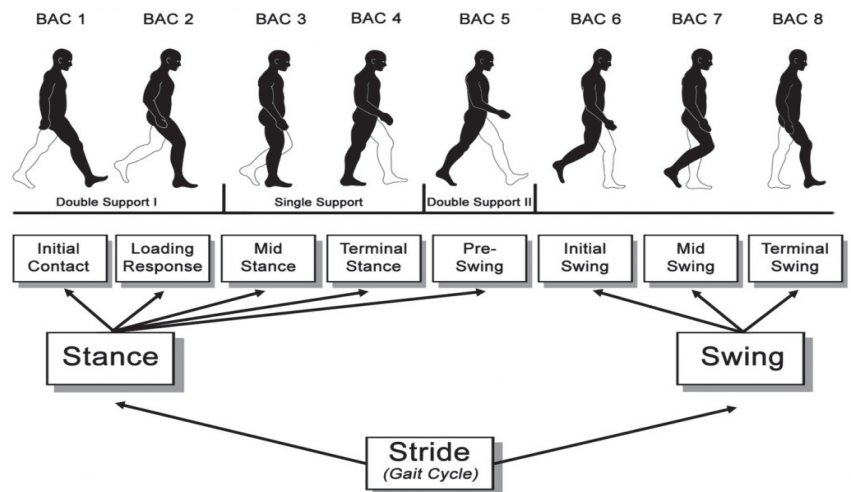 BAC 1 BAC 2 BAC 3 BAC 4 BAC 5 BAC 6 BAC 7 BAC 8
Double Support I Single Support Double Support II
Initial Contact
Loading Response
Mid Stance
Terminal Stance
Pre-Swing
Initial Swing
Mid Swing
Terminal Swing
Stance Swing
Stride
(Gait Cycle)